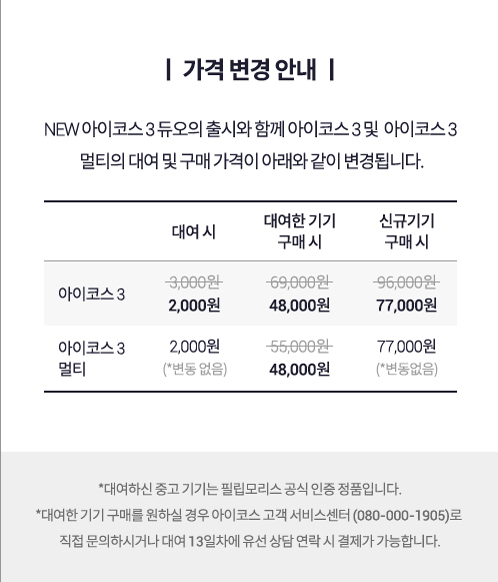 | 가격 변경 안내 |
NEW 아이코스 3 듀오의 출시와 함께 아이코스 3 및 아이코스 3
멀티의 대여 및 구매 가격이 아래와 같이 변경됩니다.
대여 시
대여한 기기
구매 시
신규기기
구매 시
아이코스 3
3,000원
2,000원
69,000원
48,000원
96,000원
77,000원
아이코스 3
멀티
2,000원
(*변동 없음)
55,000원
48,000원
77,000원
(*변동없음)
*대여하신 중고 기기는 필립모리스 공식 인증 정품입니다.
*대여한 기기 구매를 원하실 경우 아이코스 고객 서비스센터 (080-000-1905)로
직접 문의하시거나 대여 13일차에 유선 상담 연락 시 결제가 가능합니다.